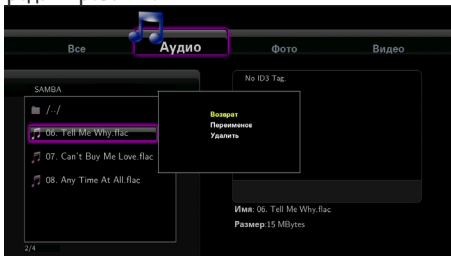 Все Аудио Фото Видео
SAMBA
/../
06. Tell Me Why.flac
07. Can't Buy Me Love.flac
08. Any Time At All.flac
2/4
No ID3 Tag.
Возврат
Переименов
Удалить
Имя: 06. Tell Me Why.flac
Размер:15 MBytes